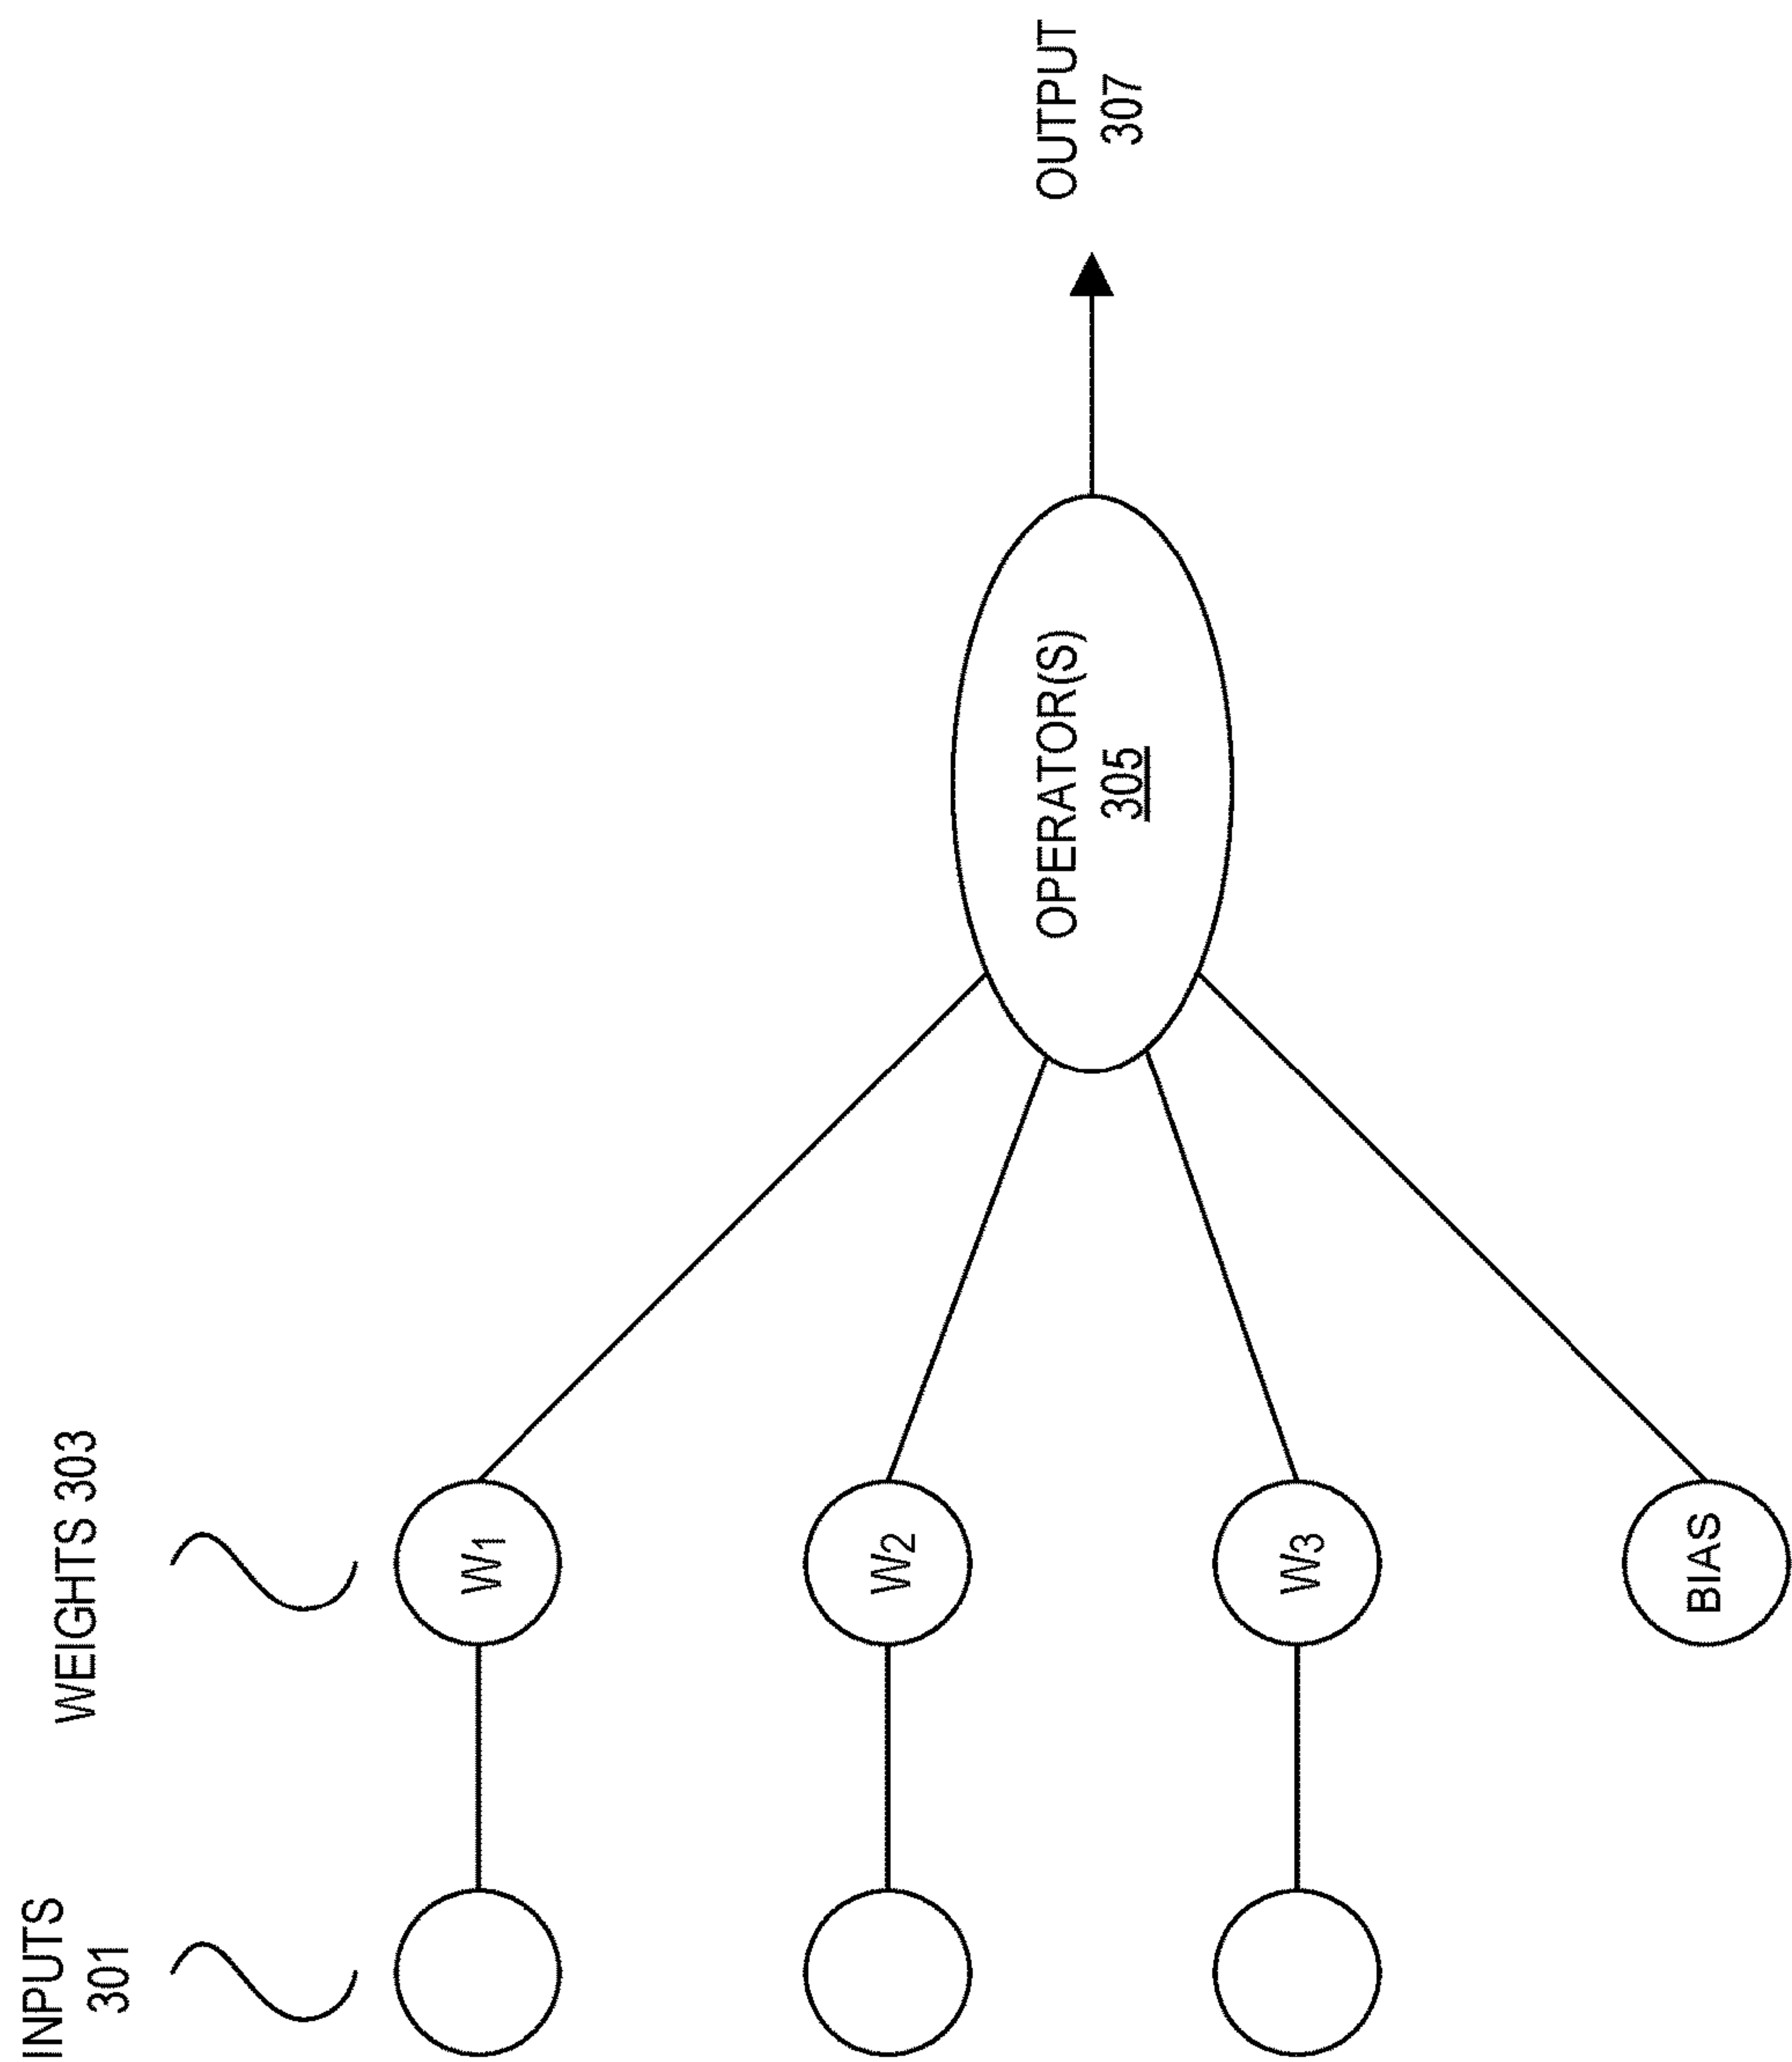 INPUTS
301
WEIGHTS 303
W1
W2
W3
BIAS
OPERATOR(S)
305
OUTPUT
307